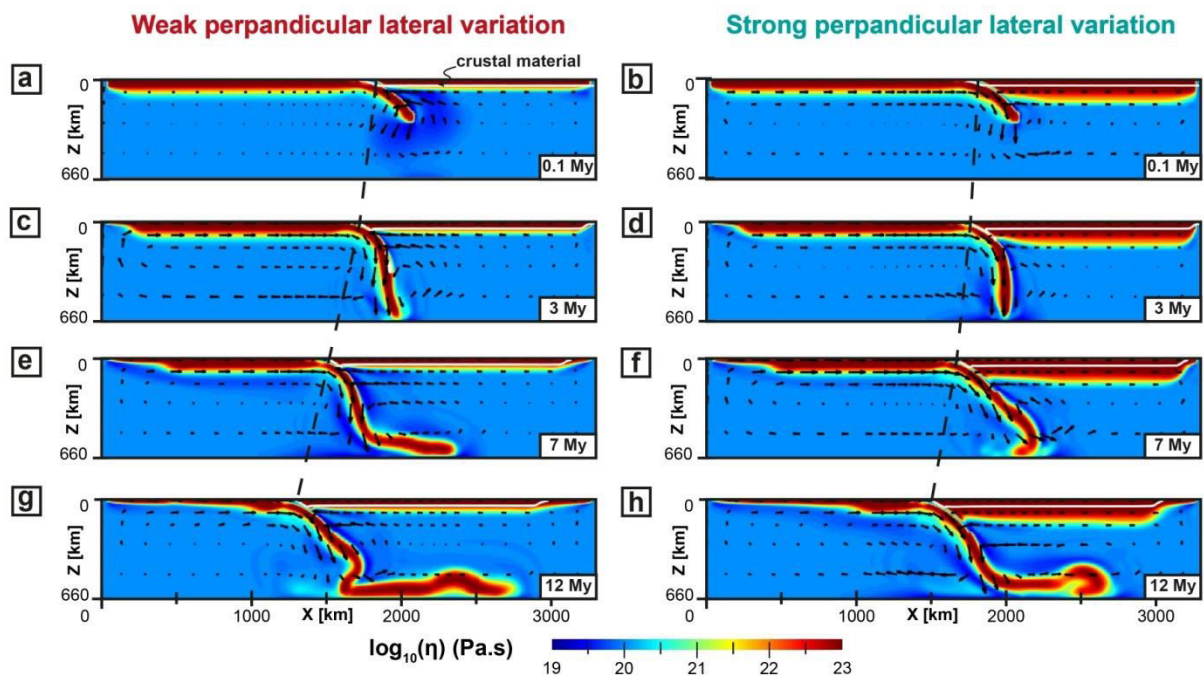 Weak perpendicular lateral variation
Strong perpendicular lateral variation
a
crustal material
0
Z [km]
660
0.1 My
b
0
Z [km]
660
0.1 My
c
0
Z [km]
660
3 My
d
0
Z [km]
660
3 My
e
0
Z [km]
660
7 My
f
0
Z [km]
660
7 My
g
0
Z [km]
660
12 My
0 1000 2000 3000
X [km]
h
0
Z [km]
660
12 My
1000 2000 3000
X [km]
log10(η) (Pa.s)
19 20 21 22 23